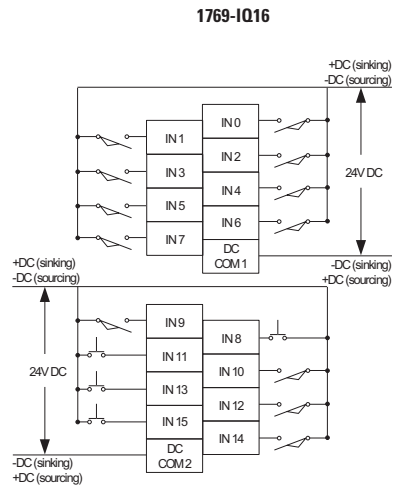 1769-IQ16
+DC (sinking)
-DC (sourcing)
IN 0
IN 1
IN 2
IN 3
IN 4
IN 5
IN 6
IN 7
DC
COM 1
24V DC
-DC (sinking)
+DC (sourcing)
+DC (sinking)
-DC (sourcing)
IN 9
IN 8
IN 11
IN 10
IN 13
IN 12
IN 15
IN 14
DC
COM 2
24V DC
-DC (sinking)
+DC (sourcing)